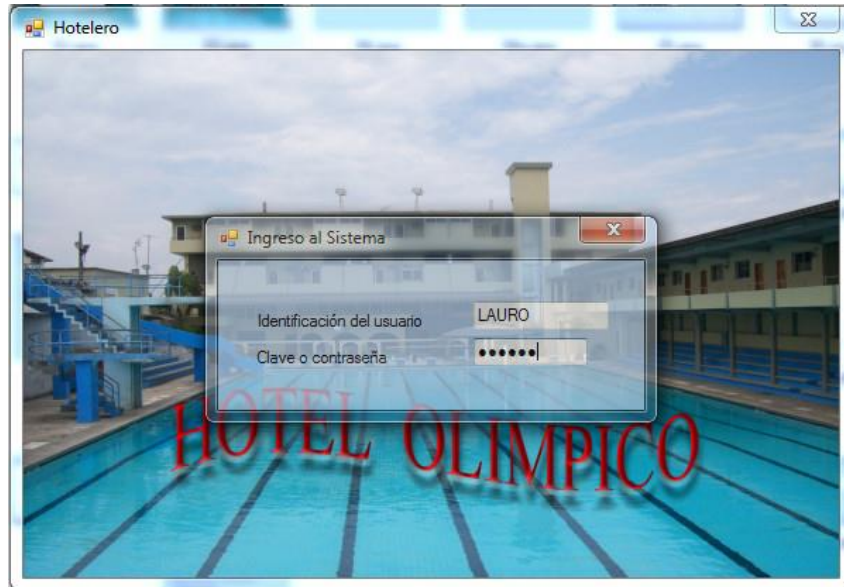 Hotelero
Ingreso al Sistema
Identificación del usuario LAURO
Clave o contraseña ••••••
HOTEL OLIMPICO